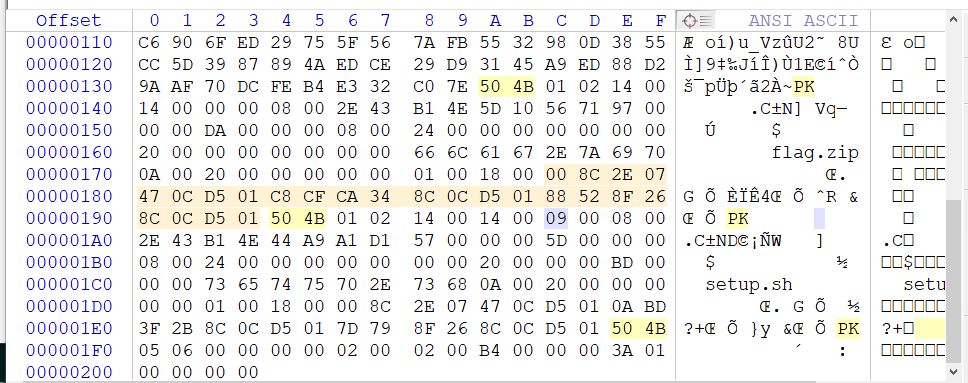 Offset 0 1 2 3 4 5 6 7 8 9 A B C D E F ANSI ASCII
00000110 C6 90 6F ED 29 75 5F 56 7A FB 55 32 98 0D 38 55 Æ oí)u_VzûU2˜ 8U
00000120 CC 5D 39 87 89 4A ED CE 29 D9 31 45 A9 ED 88 D2 Ì]9‡‰JíÎ)Ù1E©íˆÒ
00000130 9A AF 70 DC FE B4 E3 32 C0 7E 50 4B 01 02 14 00 š¯pÜþ´ã2À~PK
00000140 14 00 00 00 08 00 2E 43 B1 4E 5D 10 56 71 97 00 .C±N] Vq—
00000150 00 00 DA 00 00 00 08 00 24 00 00 00 00 00 00 00 Ú $
00000160 20 00 00 00 00 00 00 00 66 6C 61 67 2E 7A 69 70 flag.zip
00000170 0A 00 20 00 00 00 00 00 01 00 18 00 00 8C 2E 07 Œ.
00000180 47 0C D5 01 C8 CF CA 34 8C 0C D5 01 88 52 8F 26 G Õ ÈÏÊ4Œ Õ ˆR &
00000190 8C 0C D5 01 50 4B 01 02 14 00 14 00 09 00 08 00 Œ Õ PK
000001A0 2E 43 B1 4E 44 A9 A1 D1 57 00 00 00 5D 00 00 00 .C±ND©¡ÑW ]
000001B0 08 00 24 00 00 00 00 00 00 00 20 00 00 00 BD 00 $ ½
000001C0 00 00 73 65 74 75 70 2E 73 68 0A 00 20 00 00 00 setup.sh
000001D0 00 00 01 00 18 00 00 8C 2E 07 47 0C D5 01 0A BD Œ. G Õ ½
000001E0 3F 2B 8C 0C D5 01 7D 79 8F 26 8C 0C D5 01 50 4B ?+Œ Õ }y &Œ Õ PK
000001F0 05 06 00 00 00 00 02 00 02 00 B4 00 00 00 3A 01 ´ :
00000200 00 00 00 00